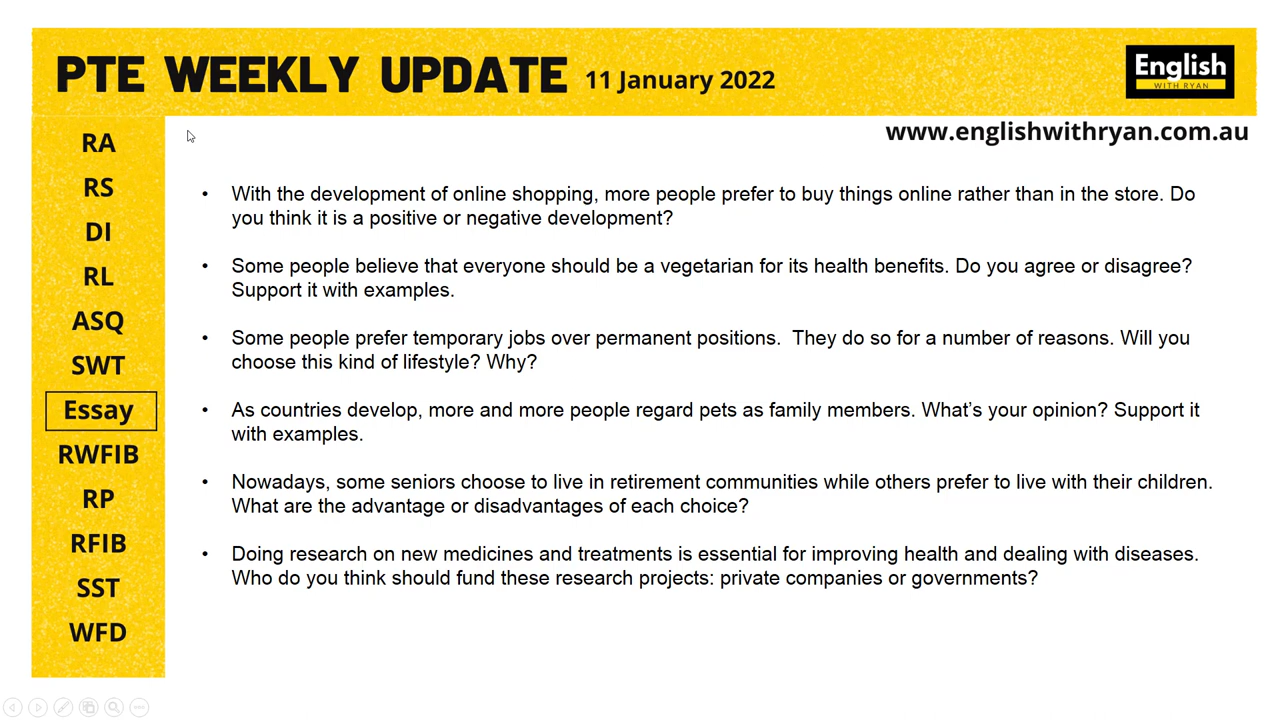 PTE WEEKLY UPDATE 11 January 2022
English
WITH RYAN
www.englishwithryan.com.au
RA
RS
DI
RL
ASQ
SWT
Essay
RWFIB
RP
RFIB
SST
WFD
• With the development of online shopping, more people prefer to buy things online rather than in the store. Do
you think it is a positive or negative development?
• Some people believe that everyone should be a vegetarian for its health benefits. Do you agree or disagree?
Support it with examples.
• Some people prefer temporary jobs over permanent positions.  They do so for a number of reasons. Will you
choose this kind of lifestyle? Why?
• As countries develop, more and more people regard pets as family members. What’s your opinion? Support it
with examples.
• Nowadays, some seniors choose to live in retirement communities while others prefer to live with their children.
What are the advantage or disadvantages of each choice?
• Doing research on new medicines and treatments is essential for improving health and dealing with diseases.
Who do you think should fund these research projects: private companies or governments?